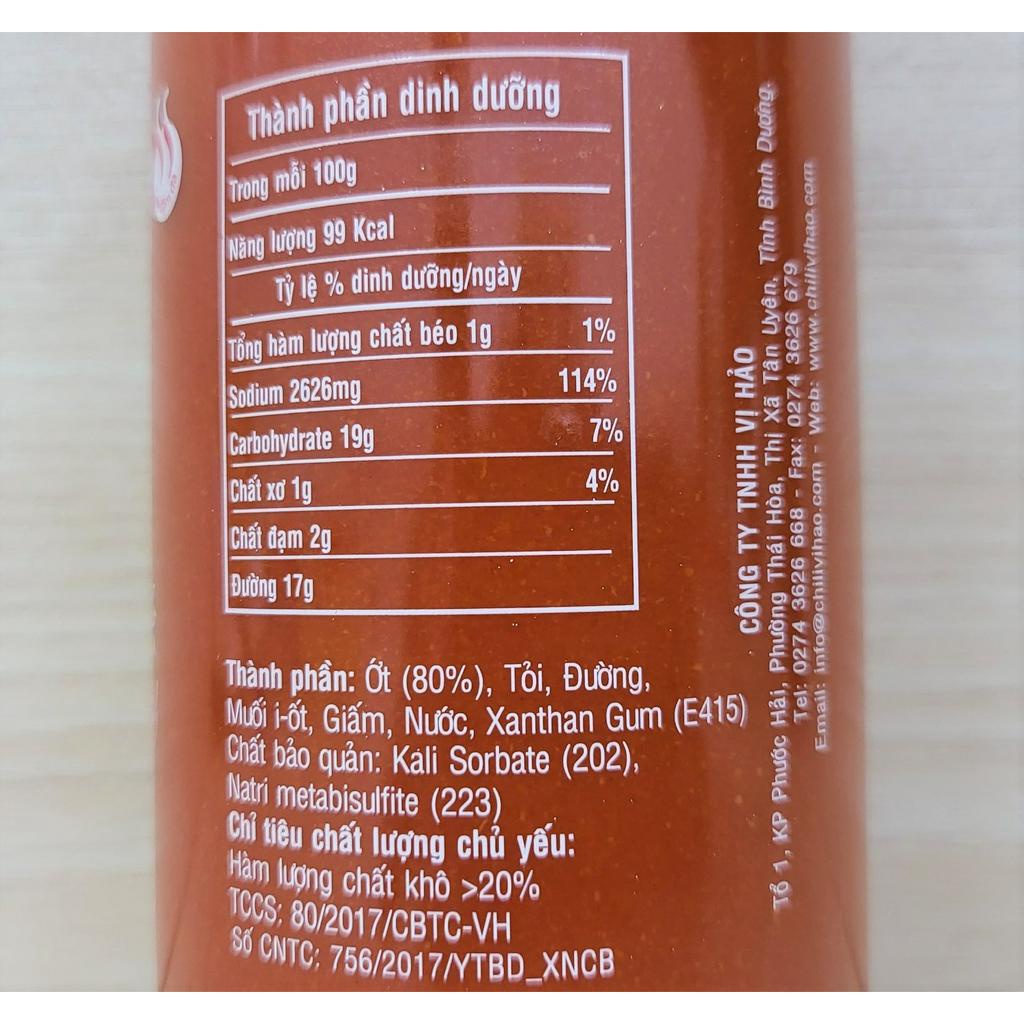 Thành phần dinh dưỡng
Trong mỗi 100g
Năng lượng 99 Kcal
Tỷ lệ % dinh dưỡng/ngày
Tổng hàm lượng chất béo 1g 1%
Sodium 2626mg 114%
Carbohydrate 19g 7%
Chất xơ 1g 4%
Chất đạm 2g
Đường 17g
Thành phần: Ớt (80%), Tỏi, Đường,
Muối i-ốt, Giấm, Nước, Xanthan Gum (E415)
Chất bảo quản: Kali Sorbate (202),
Natri metabisulfite (223)
Chỉ tiêu chất lượng chủ yếu:
Hàm lượng chất khô >20%
TCCS: 80/2017/CBTC-VH
Số CNTC: 756/2017/YTBD_XNCB
CÔNG TY TNHH VỊ HẢO
Tổ 1, KP Phước Hải, Phường Thái Hòa, Thị Xã Tân Uyên, Tỉnh Bình Dương.
Tel: 0274 3626 668 - Fax: 0274 3626 679
Email: info@chilivihao.com - Web: www.chilivihao.com